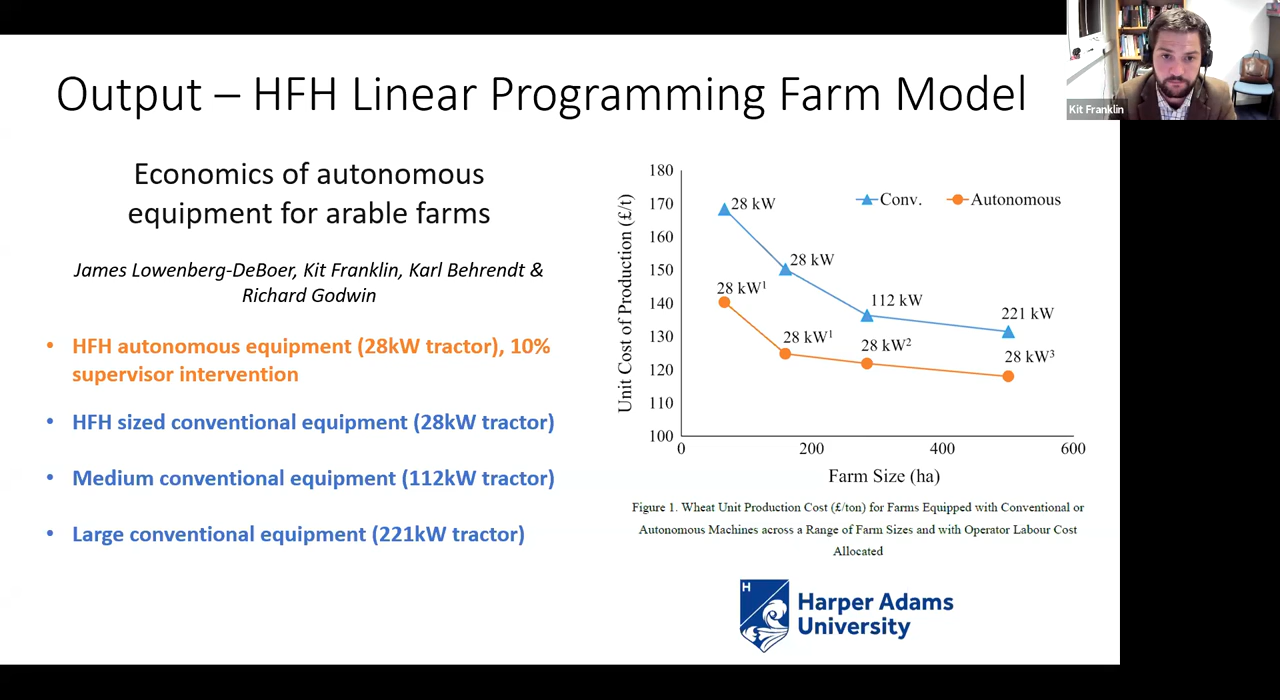 Output – HFH Linear Programming Farm Model
Kit Franklin
Economics of autonomous
equipment for arable farms
James Lowenberg-DeBoer, Kit Franklin, Karl Behrendt &
Richard Godwin
• HFH autonomous equipment (28kW tractor), 10%
supervisor intervention
• HFH sized conventional equipment (28kW tractor)
• Medium conventional equipment (112kW tractor)
• Large conventional equipment (221kW tractor)
Unit Cost of Production (£/t)
180
170
160
150
140
130
120
110
100
0
200
400
600
Farm Size (ha)
Conv.
Autonomous
28 kW
28 kW
112 kW
221 kW
28 kW¹
28 kW¹
28 kW²
28 kW³
Figure 1. Wheat Unit Production Cost (£/ton) for Farms Equipped with Conventional or
Autonomous Machines across a Range of Farm Sizes and with Operator Labour Cost
Allocated
H
Harper Adams
University